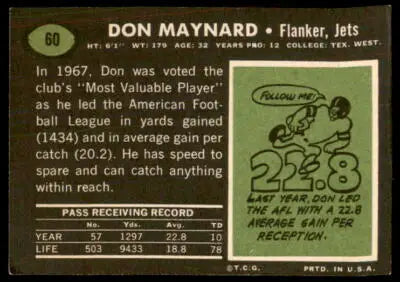 60
DON MAYNARD • Flanker, Jets
HT: 6'1" WT: 179 AGE: 32 YEARS PRO: 12 COLLEGE: TEX. WEST.
In 1967, Don was voted the
club's "Most Valuable Player"
as he led the American Foot-
ball League in yards gained
(1434) and in average gain per
catch (20.2). He has speed to
spare and can catch anything
within reach.
PASS RECEIVING RECORD
No. Yds. Avg. TD
YEAR 57 1297 22.8 10
LIFE 503 9433 18.8 78
FOLLOW ME!
22.8
LAST YEAR, DON LED
THE AFL WITH A 22.8
AVERAGE GAIN PER
RECEPTION.
©T.C.G. PRTD. IN U.S.A.